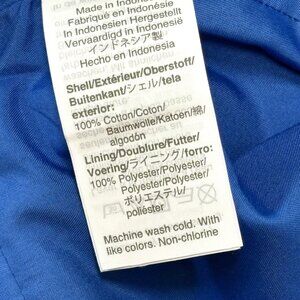 Made in Indonesia
Fabriqué en Indonésie
In Indonesien Hergestellt
Vervaardigd in Indonesië
インドネシア製
Hecho en Indonesia
Shell/Extérieur/Oberstoff/
Buitenkant/シェル/tela
exterior:
100% Cotton/Coton/
Baumwolle/Katoen/綿/
algodón
Lining/Doublure/Futter/
Voering/ライニング/forro:
100% Polyester/Polyester/
Polyester/Polyester/
ポリエステル/
poliéster
Machine wash cold. With
like colors. Non-chlorine